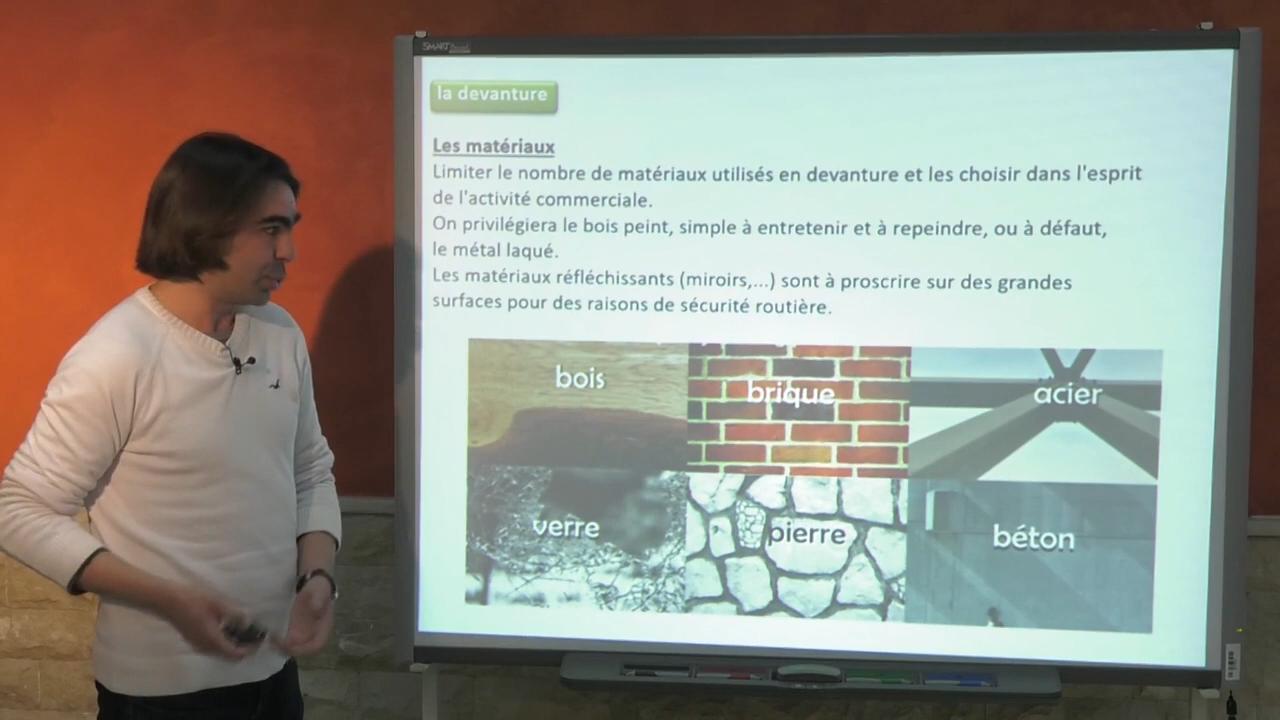 SMART Board
la devanture
Les matériaux
Limiter le nombre de matériaux utilisés en devanture et les choisir dans l'esprit
de l'activité commerciale.
On privilégiera le bois peint, simple à entretenir et à repeindre, ou à défaut,
le métal laqué.
Les matériaux réfléchissants (miroirs,...) sont à proscrire sur des grandes
surfaces pour des raisons de sécurité routière.
bois
brique
acier
verre
pierre
béton